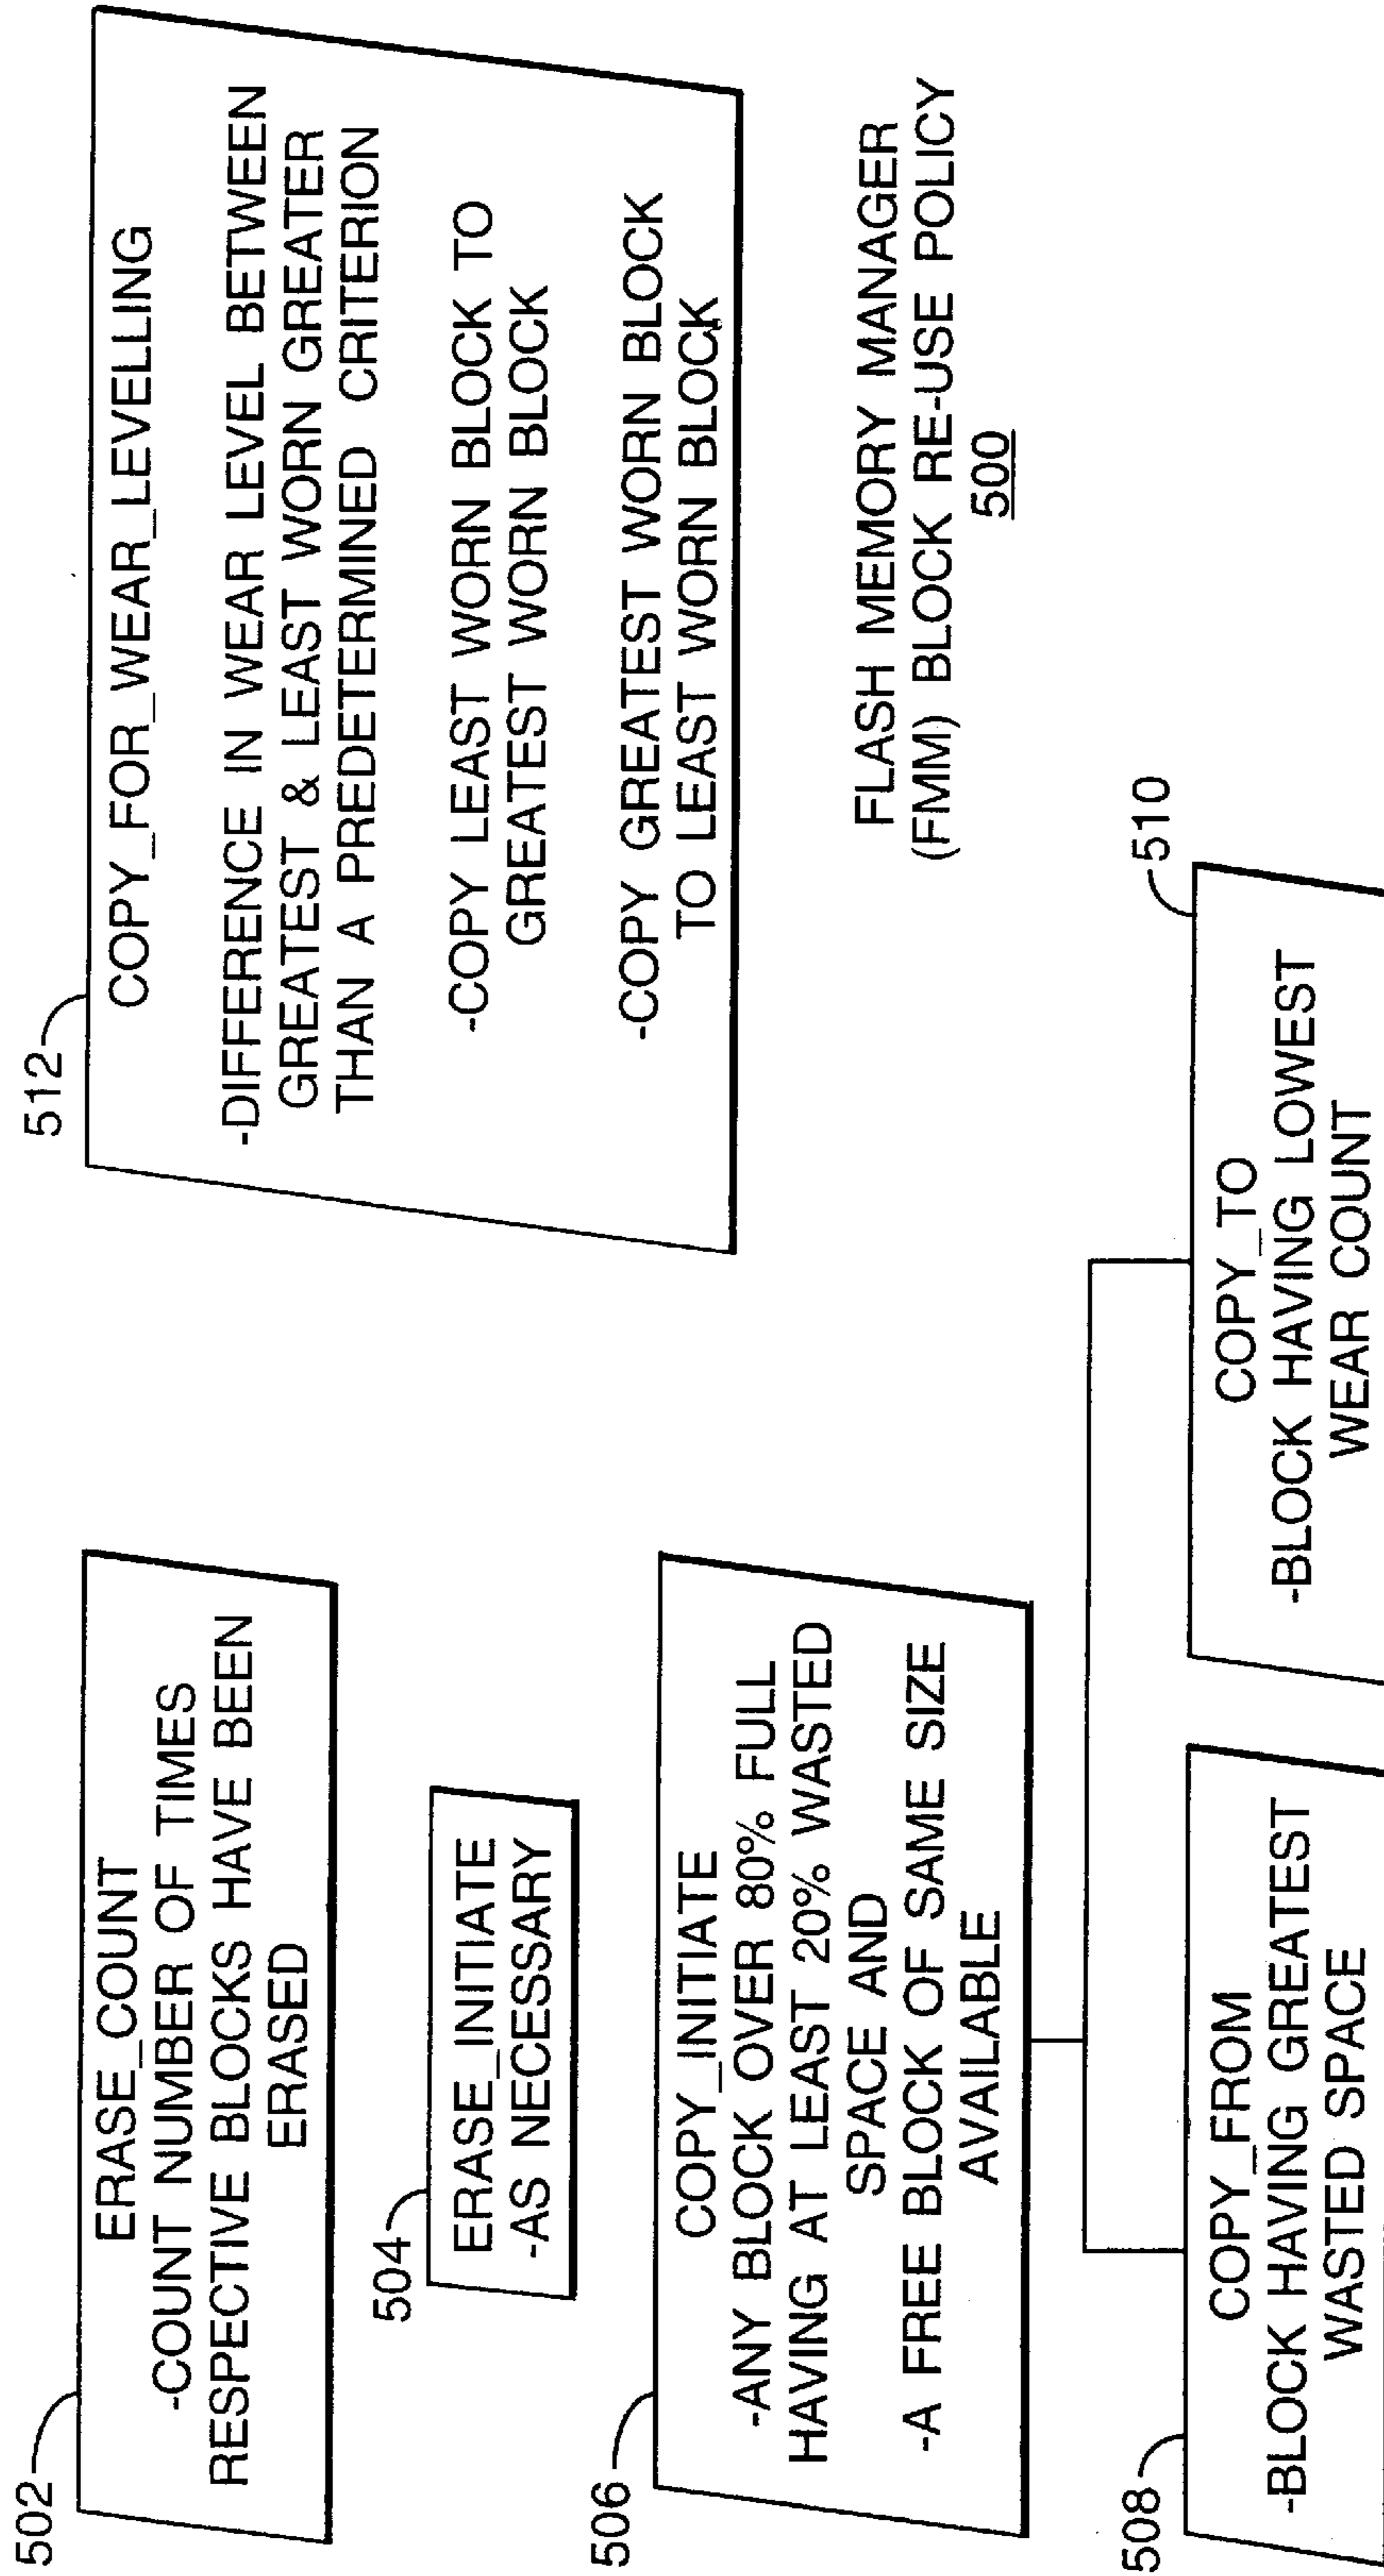 502
ERASE_COUNT
-COUNT NUMBER OF TIMES
RESPECTIVE BLOCKS HAVE BEEN
ERASED
504
ERASE_INITIATE
-AS NECESSARY
506
COPY_INITIATE
-ANY BLOCK OVER 80% FULL
HAVING AT LEAST 20% WASTED
SPACE AND
-A FREE BLOCK OF SAME SIZE
AVAILABLE
508
COPY_FROM
-BLOCK HAVING GREATEST
WASTED SPACE
510
COPY_TO
-BLOCK HAVING LOWEST
WEAR COUNT
512
COPY_FOR_WEAR_LEVELLING
-DIFFERENCE IN WEAR LEVEL BETWEEN
GREATEST & LEAST WORN GREATER
THAN A PREDETERMINED CRITERION
-COPY LEAST WORN BLOCK TO
GREATEST WORN BLOCK
-COPY GREATEST WORN BLOCK
TO LEAST WORN BLOCK
FLASH MEMORY MANAGER
(FMM) BLOCK RE-USE POLICY
500